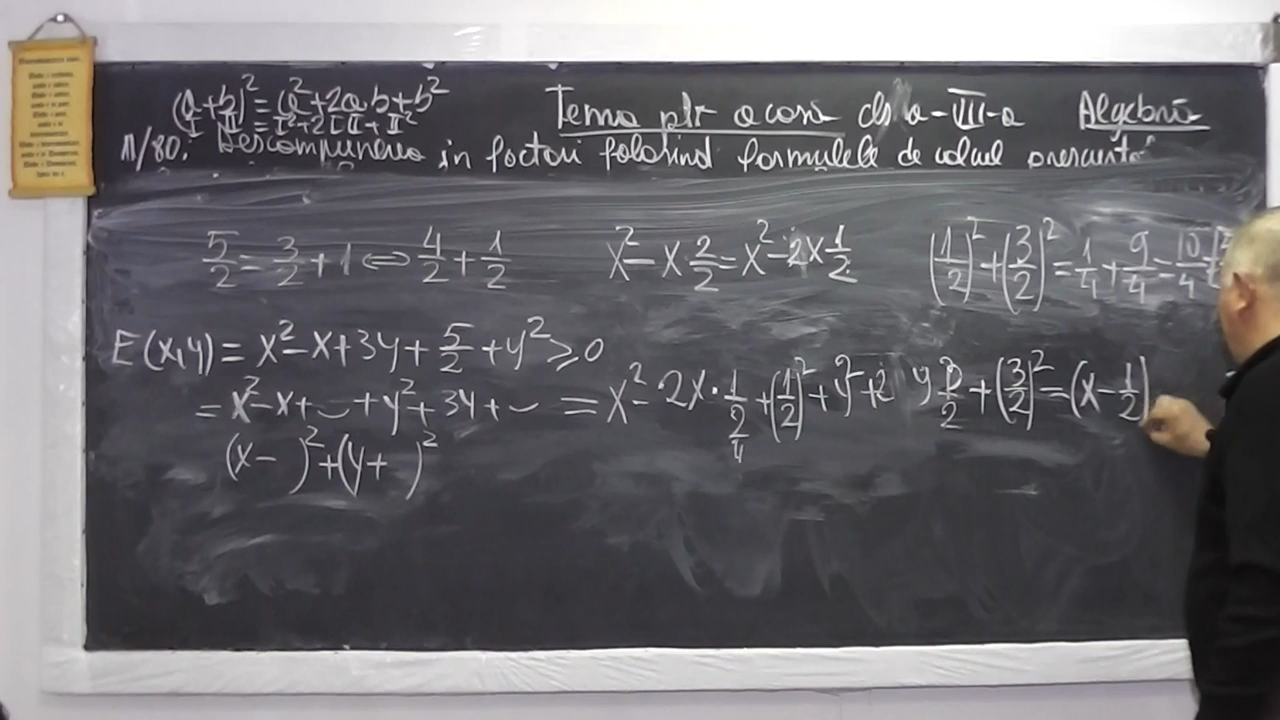 (a+b)² = a²+2a·b+b²
I II = I²+2 I II + II²
Tema ptr acasă cls a-VII-a Algebră
11/80. Descompunerea în factori folosind formulele de calcul prescurtat
5/2 = 3/2 + 1 ⇔ 4/2 + 1/2
x² - x·2/2 = x² - 2x 1/2
(1/2)² + (3/2)² = 1/4 + 9/4 = 10/4
E(x,y) = x² - x + 3y + 5/2 + y² ≥ 0
= x² - x + ... + y² + 3y + ... = x² - 2x·1/2 + (1/2)² + y² + 2 y 3/2 + (3/2)² = (x - 1/2)
(x - )² + (y + )²